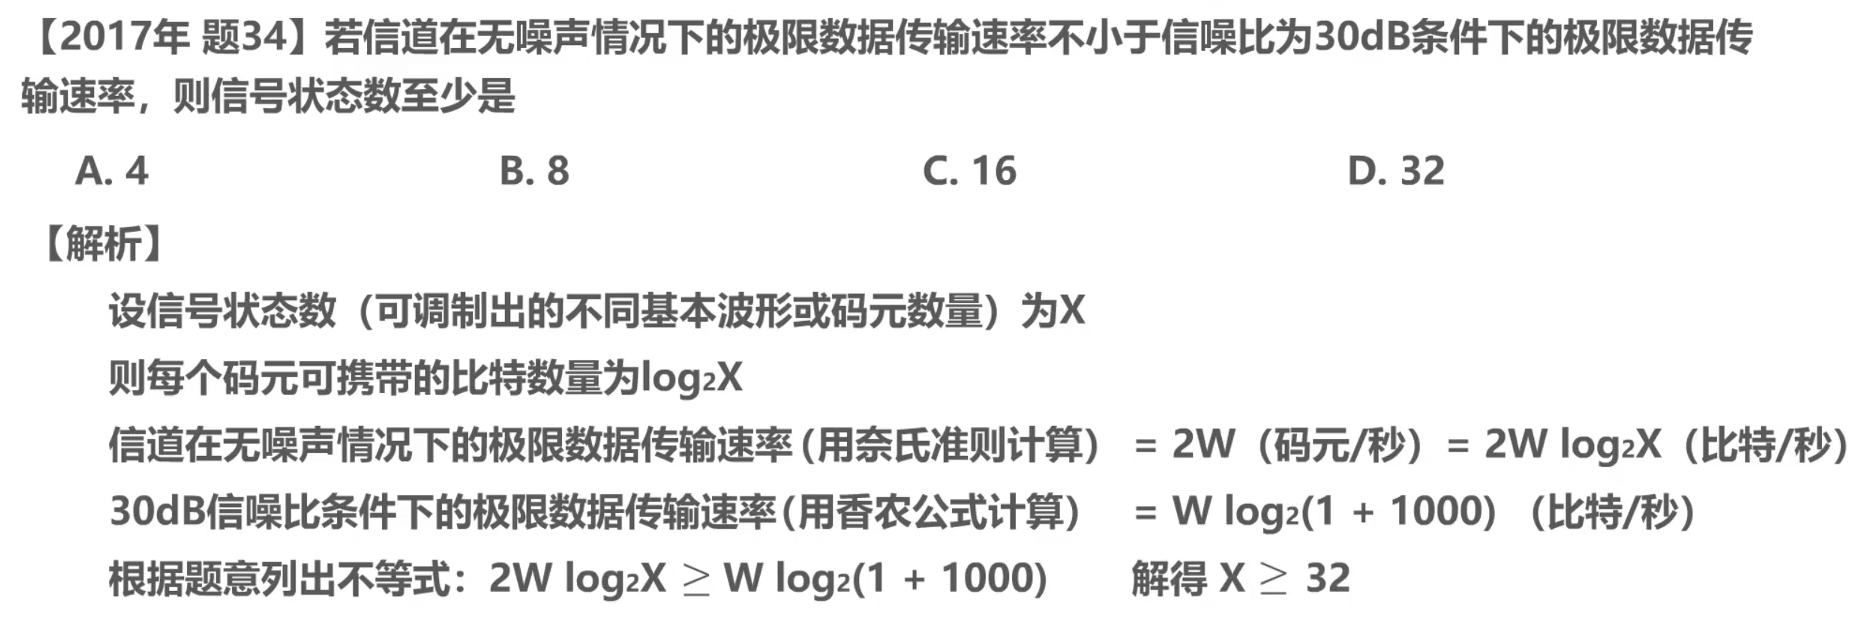 【2017年 题34】若信道在无噪声情况下的极限数据传输速率不小于信噪比为30dB条件下的极限数据传
输速率，则信号状态数至少是
A. 4 B. 8 C. 16 D. 32
【解析】
设信号状态数（可调制出的不同基本波形或码元数量）为X
则每个码元可携带的比特数量为log₂X
信道在无噪声情况下的极限数据传输速率（用奈氏准则计算） = 2W（码元/秒）= 2W log₂X（比特/秒）
30dB信噪比条件下的极限数据传输速率（用香农公式计算） = W log₂(1 + 1000) （比特/秒）
根据题意列出不等式：2W log₂X ≥ W log₂(1 + 1000) 解得 X ≥ 32